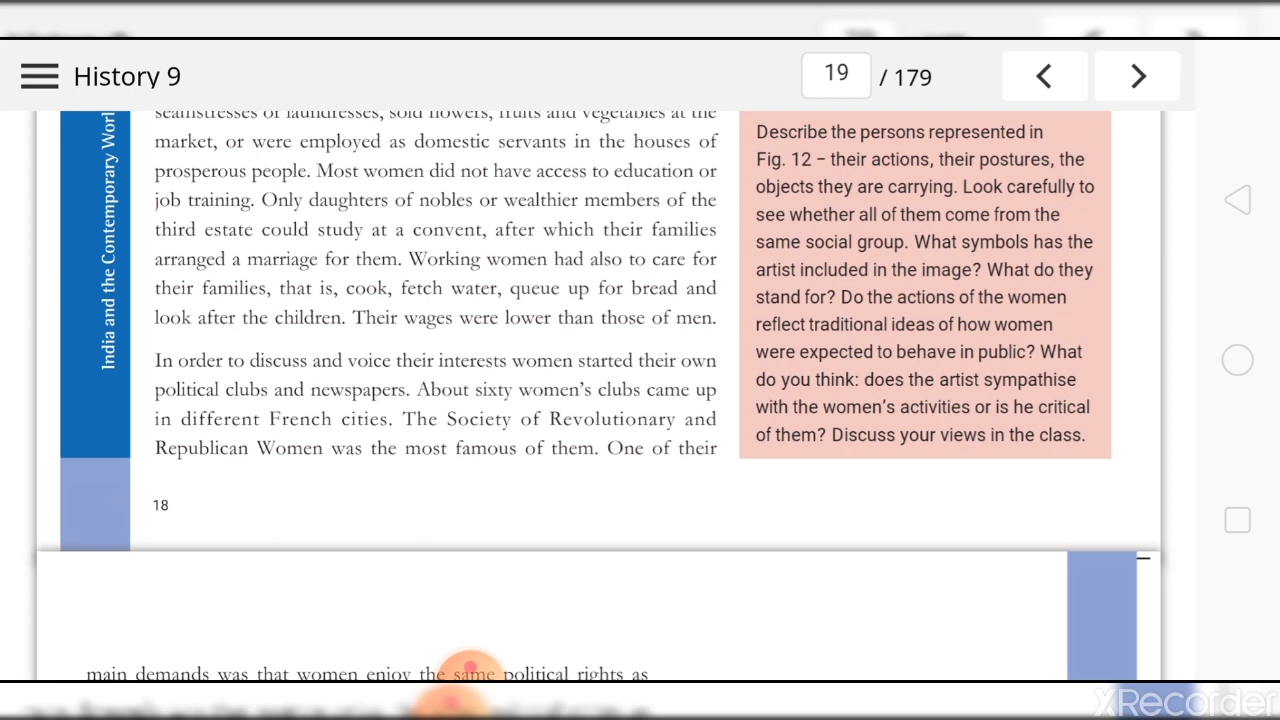 History 9
19 / 179
India and the Contemporary Worl
seamstresses or laundresses, sold flowers, fruits and vegetables at the
market, or were employed as domestic servants in the houses of
prosperous people. Most women did not have access to education or
job training. Only daughters of nobles or wealthier members of the
third estate could study at a convent, after which their families
arranged a marriage for them. Working women had also to care for
their families, that is, cook, fetch water, queue up for bread and
look after the children. Their wages were lower than those of men.
In order to discuss and voice their interests women started their own
political clubs and newspapers. About sixty women's clubs came up
in different French cities. The Society of Revolutionary and
Republican Women was the most famous of them. One of their
18
Describe the persons represented in
Fig. 12 – their actions, their postures, the
objects they are carrying. Look carefully to
see whether all of them come from the
same social group. What symbols has the
artist included in the image? What do they
stand for? Do the actions of the women
reflect traditional ideas of how women
were expected to behave in public? What
do you think: does the artist sympathise
with the women's activities or is he critical
of them? Discuss your views in the class.
main demands was that women enjoy the same political rights as
XRecorder